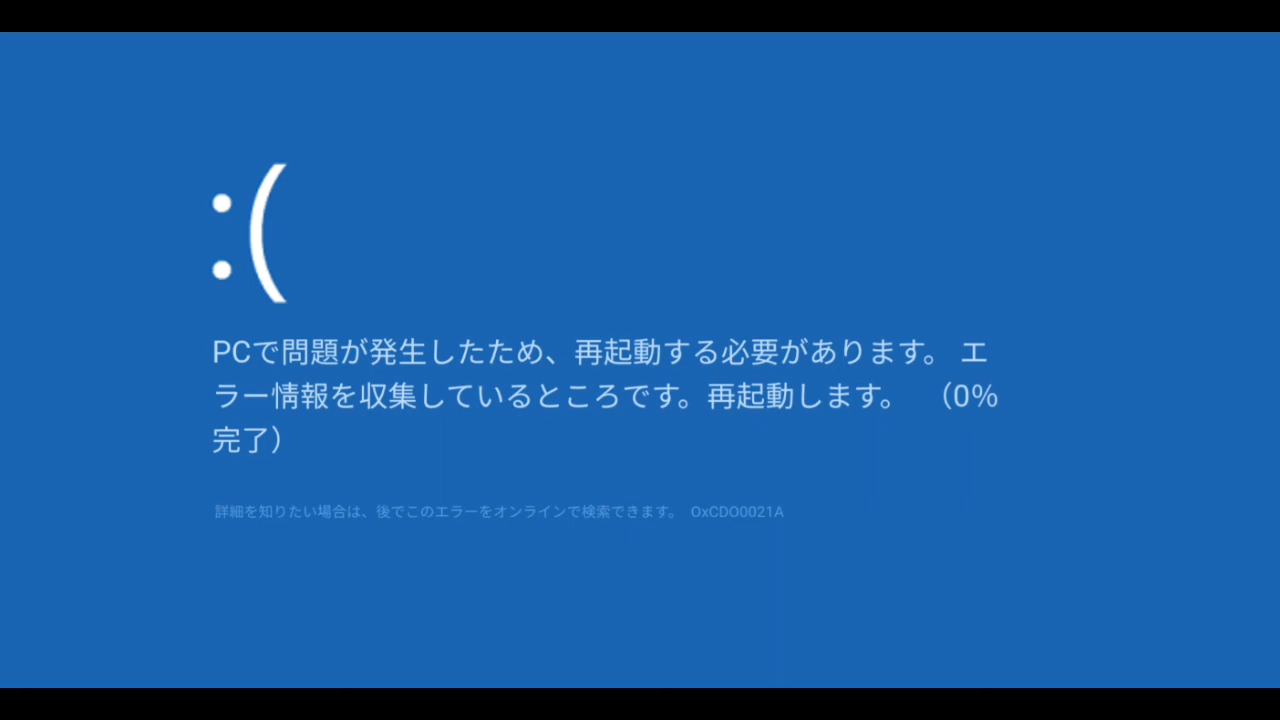 :(
PCで問題が発生したため、再起動する必要があります。 エ
ラー情報を収集しているところです。再起動します。 （0%
完了）
詳細を知りたい場合は、後でこのエラーをオンラインで検索できます。 OxCDO0021A